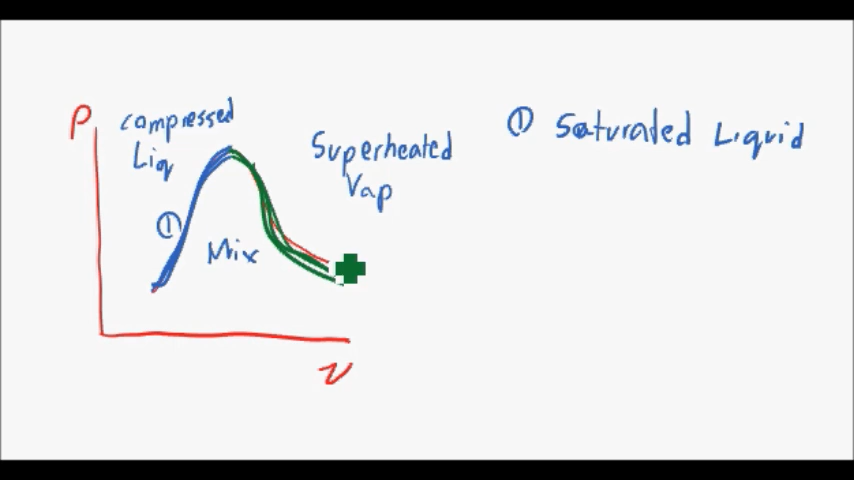 P
compressed
Liq
Superheated
Vap
① Saturated Liquid
①
Mix
v